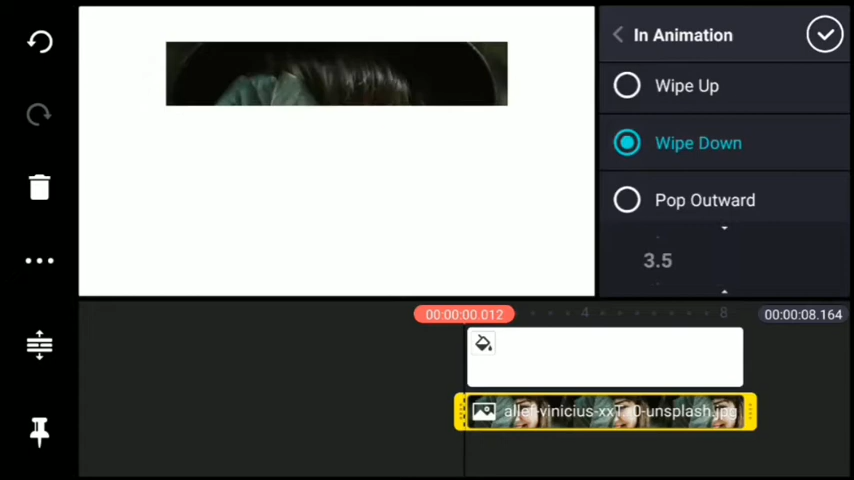 In Animation
Wipe Up
Wipe Down
Pop Outward
3.5
00:00:00.012
4
8
00:00:08.164